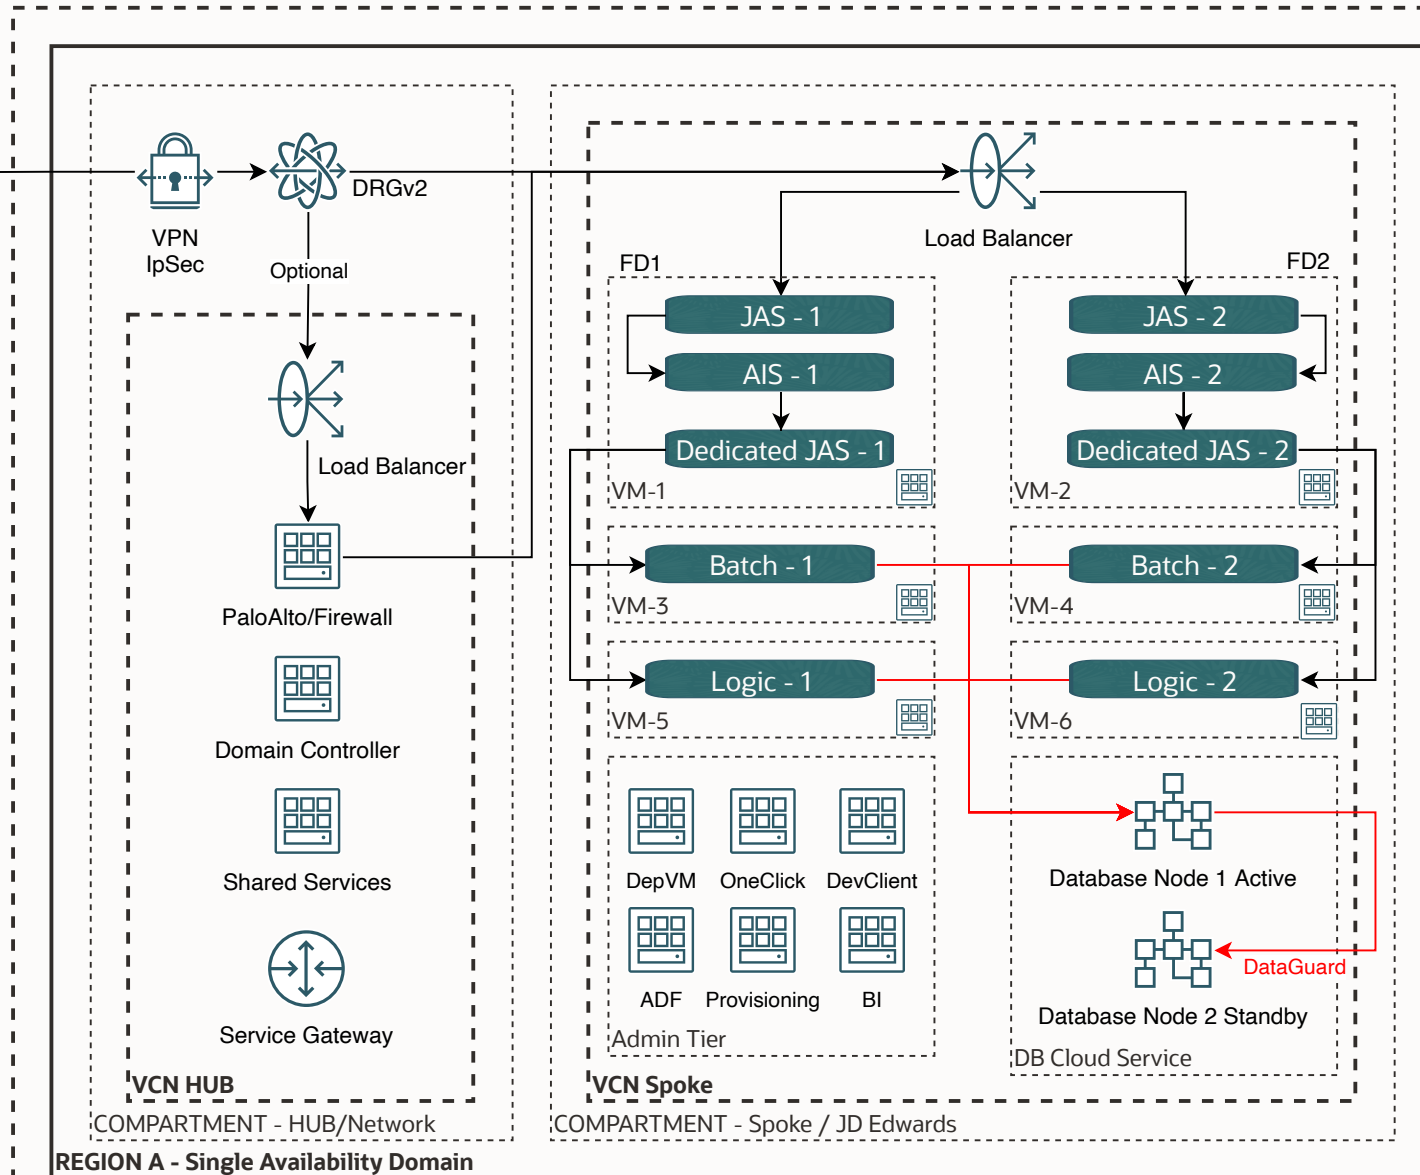 DRGv2
VPN
IpSec
Optional
Load Balancer
PaloAlto/Firewall
Domain Controller
Shared Services
Service Gateway
VCN HUB
COMPARTMENT - HUB/Network
Load Balancer
FD1
JAS - 1
AIS - 1
Dedicated JAS - 1
VM-1
FD2
JAS - 2
AIS - 2
Dedicated JAS - 2
VM-2
Batch - 1
VM-3
Batch - 2
VM-4
Logic - 1
VM-5
Logic - 2
VM-6
DepVM
OneClick
DevClient
ADF
Provisioning
BI
Admin Tier
Database Node 1 Active
DataGuard
Database Node 2 Standby
DB Cloud Service
VCN Spoke
COMPARTMENT - Spoke / JD Edwards
REGION A - Single Availability Domain